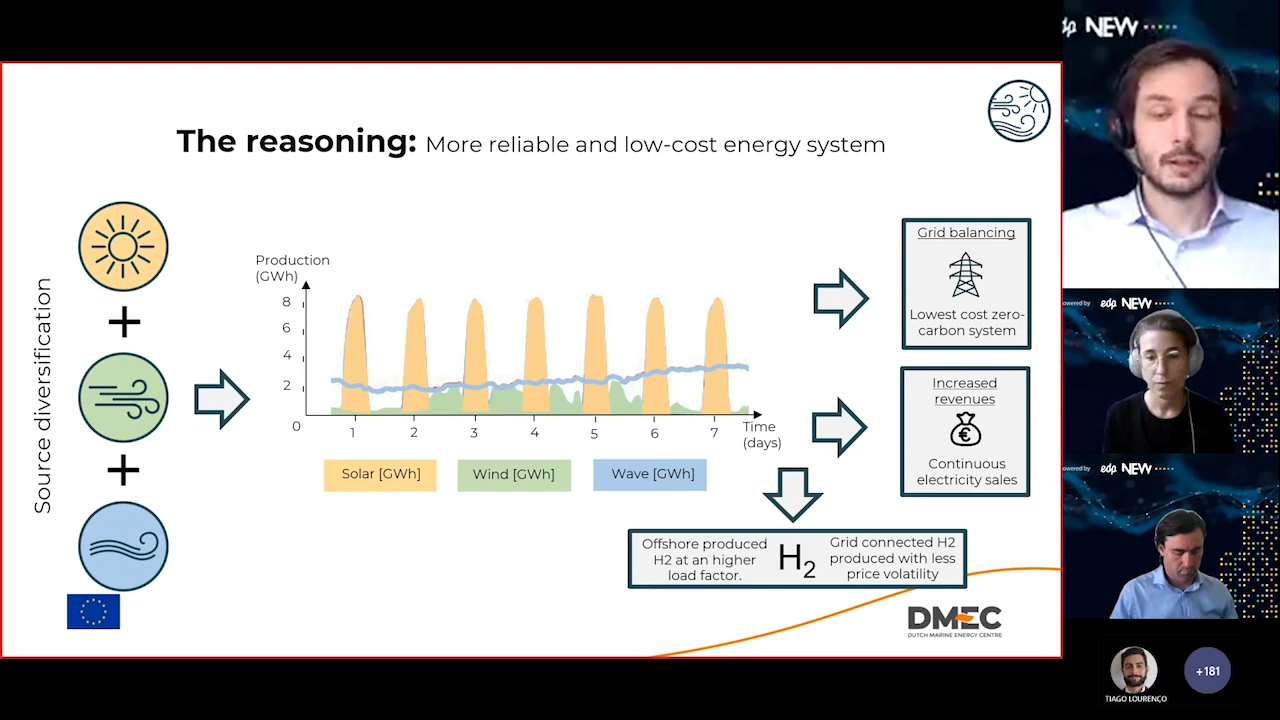 The reasoning: More reliable and low-cost energy system
Source diversification
Production
(GWh)
8
6
4
2
0
1
2
3
4
5
6
7
Time
(days)
Solar [GWh]
Wind [GWh]
Wave [GWh]
Grid balancing
Lowest cost zero-
carbon system
Increased
revenues
€
Continuous
electricity sales
Offshore produced
H2 at an higher
load factor.
H2
Grid connected H2
produced with less
price volatility
DMEC
DUTCH MARINE ENERGY CENTRE
edp NEW
powered by edp NEW
powered by edp NEW
TIAGO LOURENÇO
+181